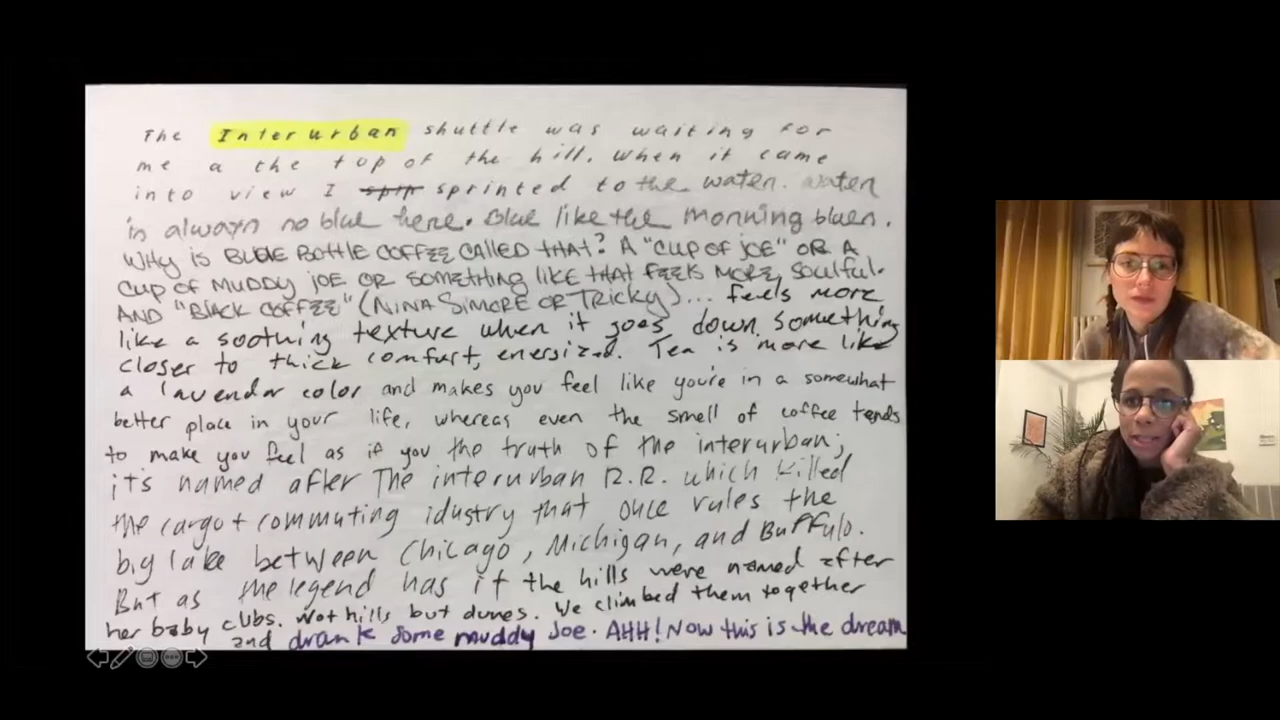 The Interurban shuttle was waiting for
me a the top of the hill. When it came
into view I spin sprinted to the water. water
is always no blue here. Blue like the morning blues.
WHY IS BLUE BOTTLE COFFEE CALLED THAT? A "CUP OF JOE" OR A
CUP OF MUDDY JOE OR SOMETHING LIKE THAT FEELS MORE SOULFUL.
AND "BLACK COFFEE" (NINA SIMONE OR TRICKY)... feels more
like a soothing texture when it goes down. Something
closer to thick comfort, energized. Tea is more like
a lavendar color and makes you feel like you're in a somewhat
better place in your life, whereas even the smell of coffee tends
to make you feel as if you the truth of the interurban;
it's named after The interurban R.R. which killed
the cargo + commuting idustry that once rules the
big lake between Chicago, Michigan, and Buffulo.
But as the legend has it the hills were named after
her baby cubs. Not hills but dunes. We climbed them together
and drank some muddy Joe. AHH! Now this is the dream